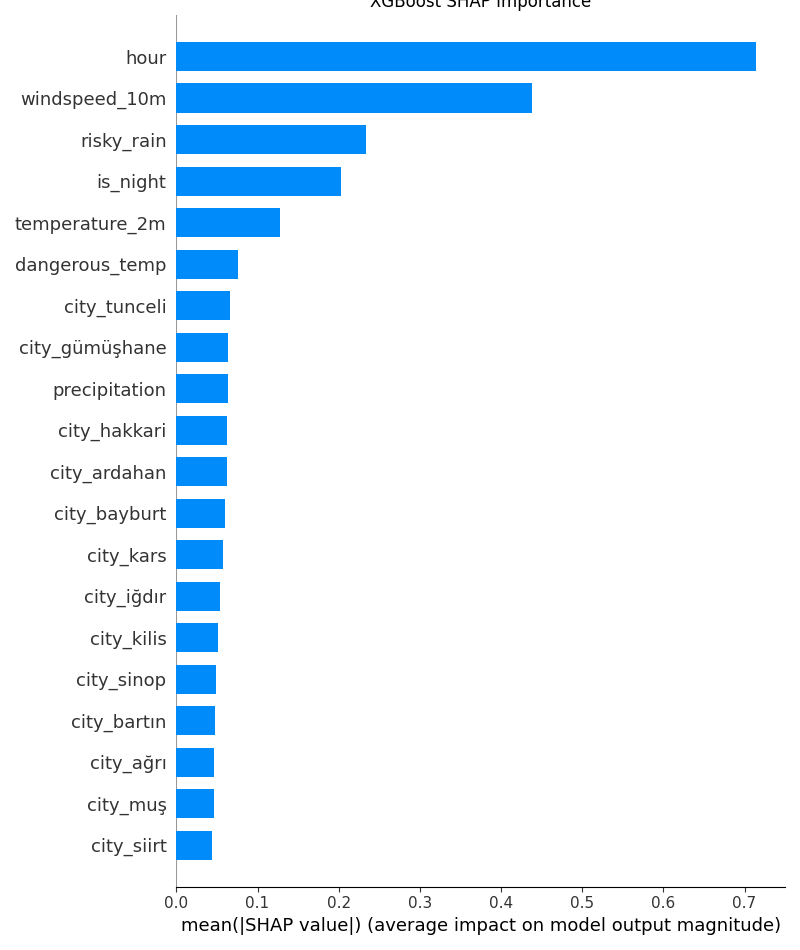 XGBoost SHAP Importance
hour
windspeed_10m
risky_rain
is_night
temperature_2m
dangerous_temp
city_tunceli
city_gümüşhane
precipitation
city_hakkari
city_ardahan
city_bayburt
city_kars
city_iğdır
city_kilis
city_sinop
city_bartın
city_ağrı
city_muş
city_siirt
0.0 0.1 0.2 0.3 0.4 0.5 0.6 0.7
mean(|SHAP value|) (average impact on model output magnitude)